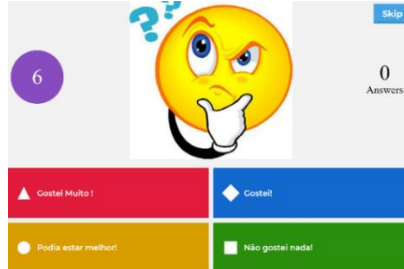 ??
Skip
6
0
Answers
Gostei Muito !
Gostei!
Podia estar melhor!
Não gostei nada!